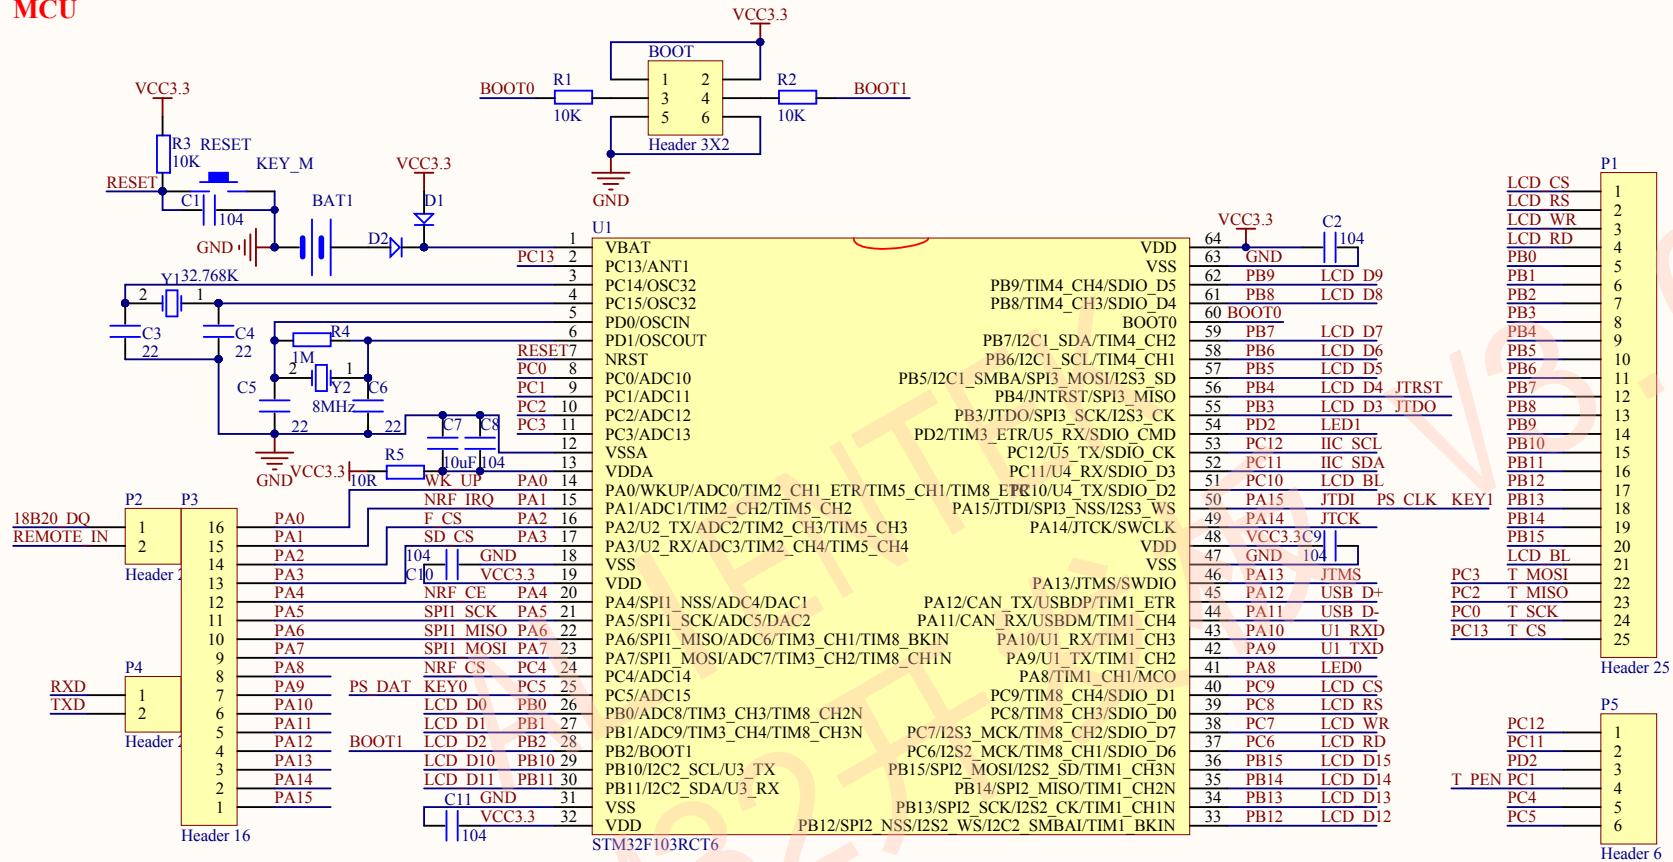 MCU
VCC3.3
BOOT
BOOT0 R1 1 2 R2 BOOT1
3 4
10K 5 6 10K
Header 3X2
GND
VCC3.3
R3 RESET
10K KEY_M
RESET
C1 104
GND
BAT1
VCC3.3
D1
D2
Y1 32.768K
2 1
C3 C4
22 22
R4
1M
2 1
Y2
8MHz
C5 C6
22 22
GND
C7 C8
10uF 104
VCC3.3 R5
10R
U1
1 VBAT
PC13 2 PC13/ANT1
3 PC14/OSC32
4 PC15/OSC32
5 PD0/OSCIN
6 PD1/OSCOUT
RESET 7 NRST
PC0 8 PC0/ADC10
PC1 9 PC1/ADC11
PC2 10 PC2/ADC12
PC3 11 PC3/ADC13
12 VSSA
13 VDDA
WK_UP PA0 14 PA0/WKUP/ADC0/TIM2_CH1_ETR/TIM5_CH1/TIM8_ETR
NRF_IRQ PA1 15 PA1/ADC1/TIM2_CH2/TIM5_CH2
F_CS PA2 16 PA2/U2_TX/ADC2/TIM2_CH3/TIM5_CH3
SD_CS PA3 17 PA3/U2_RX/ADC3/TIM2_CH4/TIM5_CH4
104 GND 18 VSS
C10 VCC3.3 19 VDD
NRF_CE PA4 20 PA4/SPI1_NSS/ADC4/DAC1
SPI1_SCK PA5 21 PA5/SPI1_SCK/ADC5/DAC2
SPI1_MISO PA6 22 PA6/SPI1_MISO/ADC6/TIM3_CH1/TIM8_BKIN
SPI1_MOSI PA7 23 PA7/SPI1_MOSI/ADC7/TIM3_CH2/TIM8_CH1N
NRF_CS PC4 24 PC4/ADC14
PS_DAT KEY0 PC5 25 PC5/ADC15
LCD_D0 PB0 26 PB0/ADC8/TIM3_CH3/TIM8_CH2N
LCD_D1 PB1 27 PB1/ADC9/TIM3_CH4/TIM8_CH3N
BOOT1 LCD_D2 PB2 28 PB2/BOOT1
LCD_D10 PB10 29 PB10/I2C2_SCL/U3_TX
LCD_D11 PB11 30 PB11/I2C2_SDA/U3_RX
C11 GND 31 VSS
104 VCC3.3 32 VDD
STM32F103RCT6
VCC3.3 C2 104
VDD 64
VSS 63 GND
PB9/TIM4_CH4/SDIO_D5 62 PB9 LCD_D9
PB8/TIM4_CH3/SDIO_D4 61 PB8 LCD_D8
BOOT0 60 BOOT0
PB7/I2C1_SDA/TIM4_CH2 59 PB7 LCD_D7
PB6/I2C1_SCL/TIM4_CH1 58 PB6 LCD_D6
PB5/I2C1_SMBA/SPI3_MOSI/I2S3_SD 57 PB5 LCD_D5
PB4/JNTRST/SPI3_MISO 56 PB4 LCD_D4 JTRST
PB3/JTDO/SPI3_SCK/I2S3_CK 55 PB3 LCD_D3 JTDO
PD2/TIM3_ETR/U5_RX/SDIO_CMD 54 PD2 LED1
PC12/U5_TX/SDIO_CK 53 PC12 IIC_SCL
PC11/U4_RX/SDIO_D3 52 PC11 IIC_SDA
PC10/U4_TX/SDIO_D2 51 PC10 LCD_BL
PA15/JTDI/SPI3_NSS/I2S3_WS 50 PA15 JTDI PS_CLK KEY1
PA14/JTCK/SWCLK 49 PA14 JTCK
VDD 48 VCC3.3 C9
VSS 47 GND 104
PA13/JTMS/SWDIO 46 PA13 JTMS
PA12/CAN_TX/USBDP/TIM1_ETR 45 PA12 USB_D+
PA11/CAN_RX/USBDM/TIM1_CH4 44 PA11 USB_D-
PA10/U1_RX/TIM1_CH3 43 PA10 U1_RXD
PA9/U1_TX/TIM1_CH2 42 PA9 U1_TXD
PA8/TIM1_CH1/MCO 41 PA8 LED0
PC9/TIM8_CH4/SDIO_D1 40 PC9 LCD_CS
PC8/TIM8_CH3/SDIO_D0 39 PC8 LCD_RS
PC7/I2S3_MCK/TIM8_CH2/SDIO_D7 38 PC7 LCD_WR
PC6/I2S2_MCK/TIM8_CH1/SDIO_D6 37 PC6 LCD_RD
PB15/SPI2_MOSI/I2S2_SD/TIM1_CH3N 36 PB15 LCD_D15
PB14/SPI2_MISO/TIM1_CH2N 35 PB14 LCD_D14
PB13/SPI2_SCK/I2S2_CK/TIM1_CH1N 34 PB13 LCD_D13
PB12/SPI2_NSS/I2S2_WS/I2C2_SMBAI/TIM1_BKIN 33 PB12 LCD_D12
P2
18B20_DQ 1
REMOTE_IN 2
Header 2
P4
RXD 1
TXD 2
Header 2
P3
16 PA0
15 PA1
14 PA2
13 PA3
12 PA4
11 PA5
10 PA6
9 PA7
8 PA8
7 PA9
6 PA10
5 PA11
4 PA12
3 PA13
2 PA14
1 PA15
Header 16
P1
LCD_CS 1
LCD_RS 2
LCD_WR 3
LCD_RD 4
PB0 5
PB1 6
PB2 7
PB3 8
PB4 9
PB5 10
PB6 11
PB7 12
PB8 13
PB9 14
PB10 15
PB11 16
PB12 17
PB13 18
PB14 19
PB15 20
LCD_BL 21
PC3 T_MOSI 22
PC2 T_MISO 23
PC0 T_SCK 24
PC13 T_CS 25
Header 25
P5
PC12 1
PC11 2
PD2 3
T_PEN PC1 4
PC4 5
PC5 6
Header 6
ALIENTEK